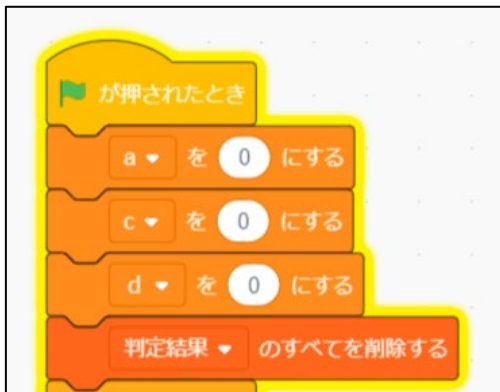 が押されたとき
a を 0 にする
c を 0 にする
d を 0 にする
判定結果 のすべてを削除する